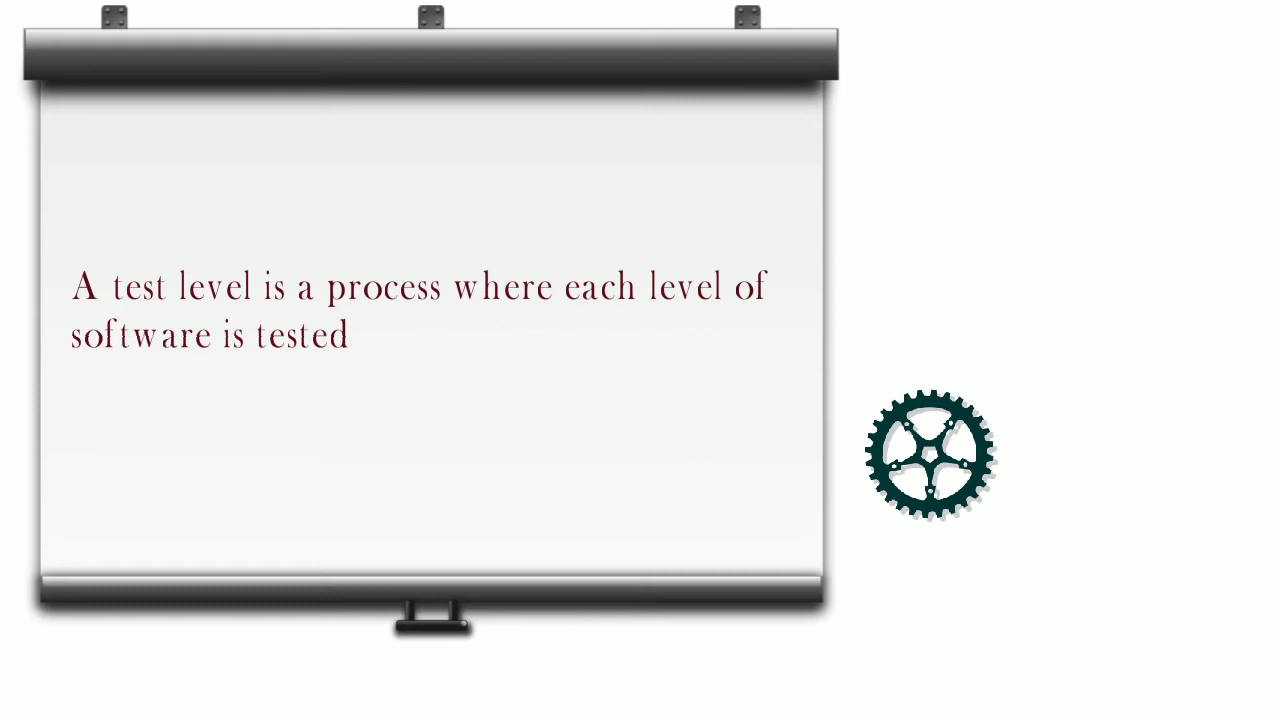 A test level is a process where each level of
software is tested